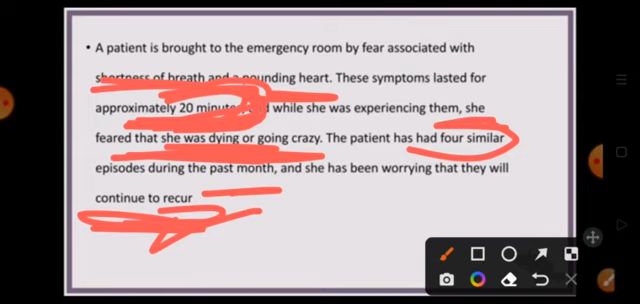 • A patient is brought to the emergency room by fear associated with
shortness of breath and a pounding heart. These symptoms lasted for
approximately 20 minutes, and while she was experiencing them, she
feared that she was dying or going crazy. The patient has had four similar
episodes during the past month, and she has been worrying that they will
continue to recur